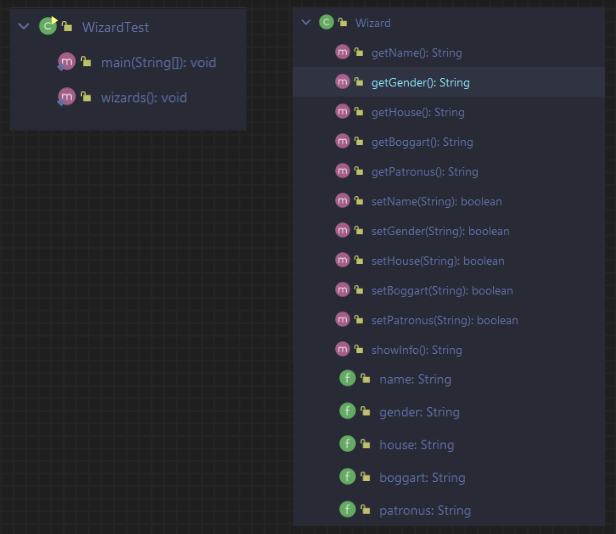 WizardTest
main(String[]): void
wizards(): void
Wizard
getName(): String
getGender(): String
getHouse(): String
getBoggart(): String
getPatronus(): String
setName(String): boolean
setGender(String): boolean
setHouse(String): boolean
setBoggart(String): boolean
setPatronus(String): boolean
showInfo(): String
name: String
gender: String
house: String
boggart: String
patronus: String